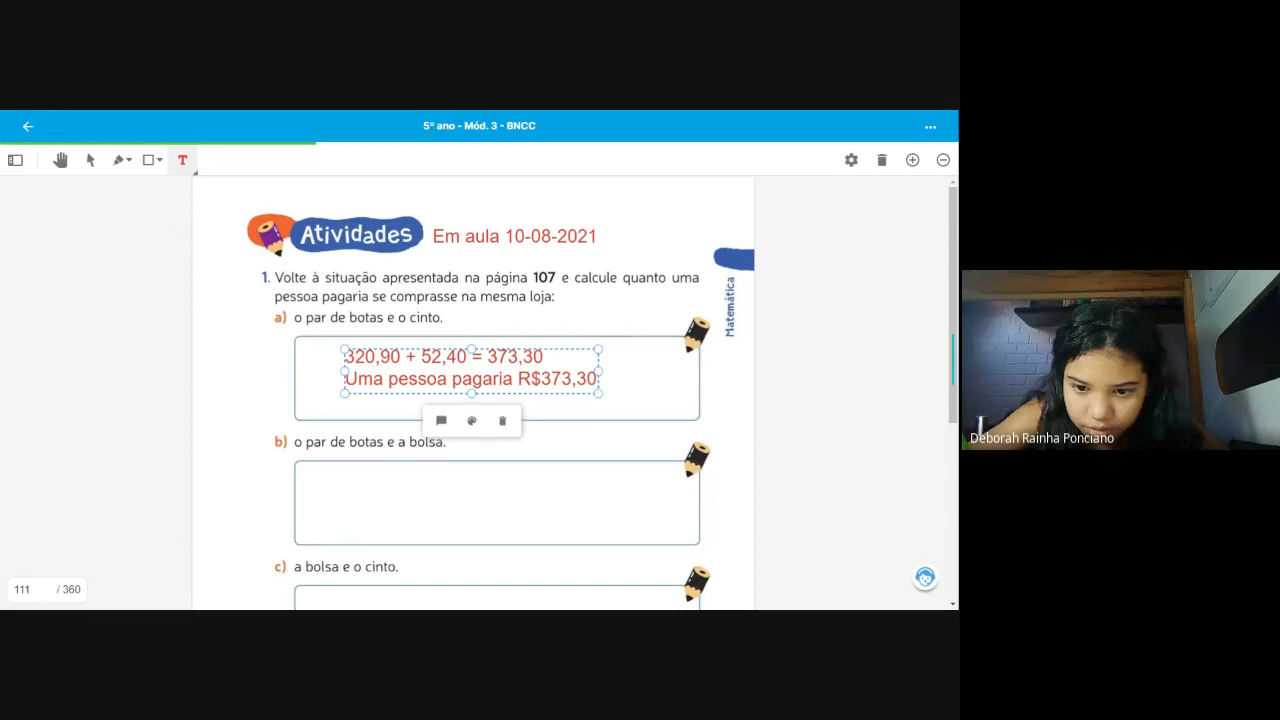 5º ano - Mód. 3 - BNCC
T
Atividades
Em aula 10-08-2021
1. Volte à situação apresentada na página 107 e calcule quanto uma
pessoa pagaria se comprasse na mesma loja:
a) o par de botas e o cinto.
320,90 + 52,40 = 373,30
Uma pessoa pagaria R$373,30
b) o par de botas e a bolsa.
c) a bolsa e o cinto.
Matemática
111 / 360
Deborah Rainha Ponciano